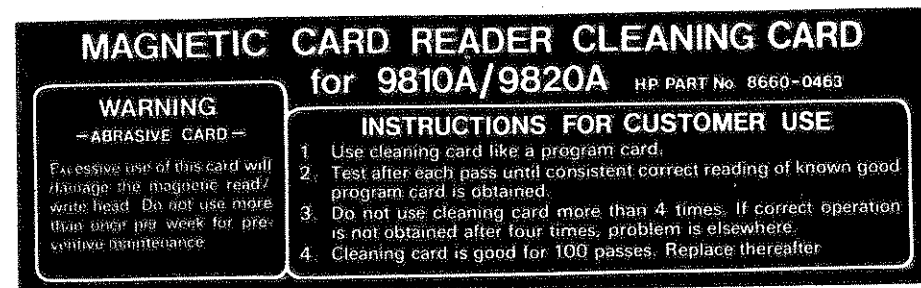 MAGNETIC CARD READER CLEANING CARD
for 9810A/9820A HP PART No. 8660-0463
WARNING
—ABRASIVE CARD—
Excessive use of this card will
damage the magnetic read/
write head. Do not use more
than once per week for pre-
ventive maintenance
INSTRUCTIONS FOR CUSTOMER USE
1. Use cleaning card like a program card.
2. Test after each pass until consistent correct reading of known good
program card is obtained.
3. Do not use cleaning card more than 4 times. If correct operation
is not obtained after four times, problem is elsewhere.
4. Cleaning card is good for 100 passes. Replace thereafter